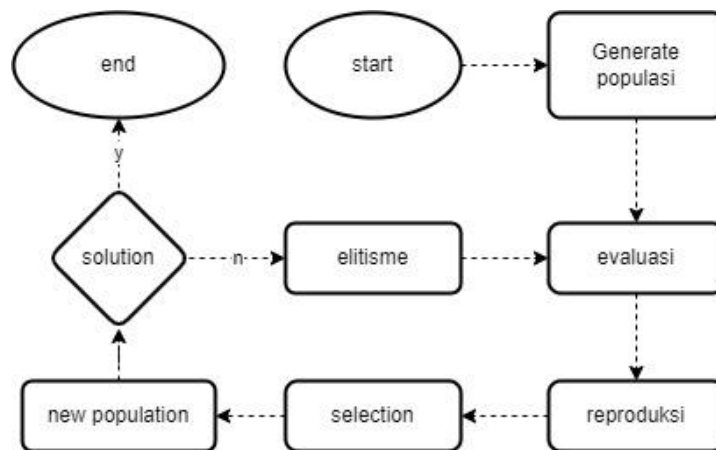 end
start
Generate
populasi
y
solution
n
elitisme
evaluasi
new population
selection
reproduksi